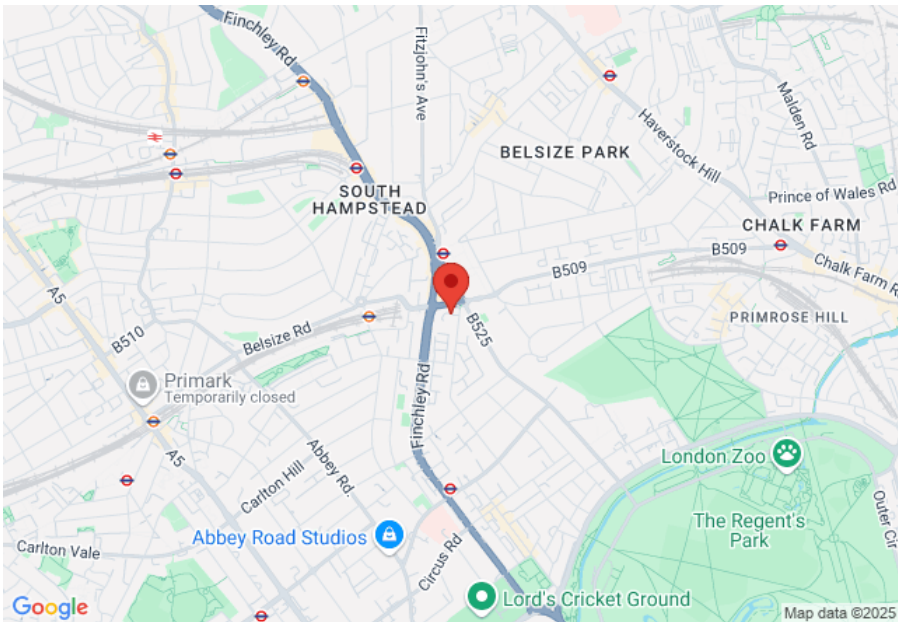 Finchley Rd
Fitzjohn's Ave
Haverstock Hill
Malden Rd
BELSIZE PARK
SOUTH
HAMPSTEAD
Prince of Wales Rd
CHALK FARM
B509
B509
Chalk Farm R
A5
B510
Belsize Rd
B525
PRIMROSE HILL
Primark
Temporarily closed
Finchley Rd
A5
Abbey Rd.
Carlton Hill
London Zoo
Outer Cir
The Regent's
Park
Abbey Road Studios
Carlton Vale
Circus Rd
Lord's Cricket Ground
Google
Map data ©2025